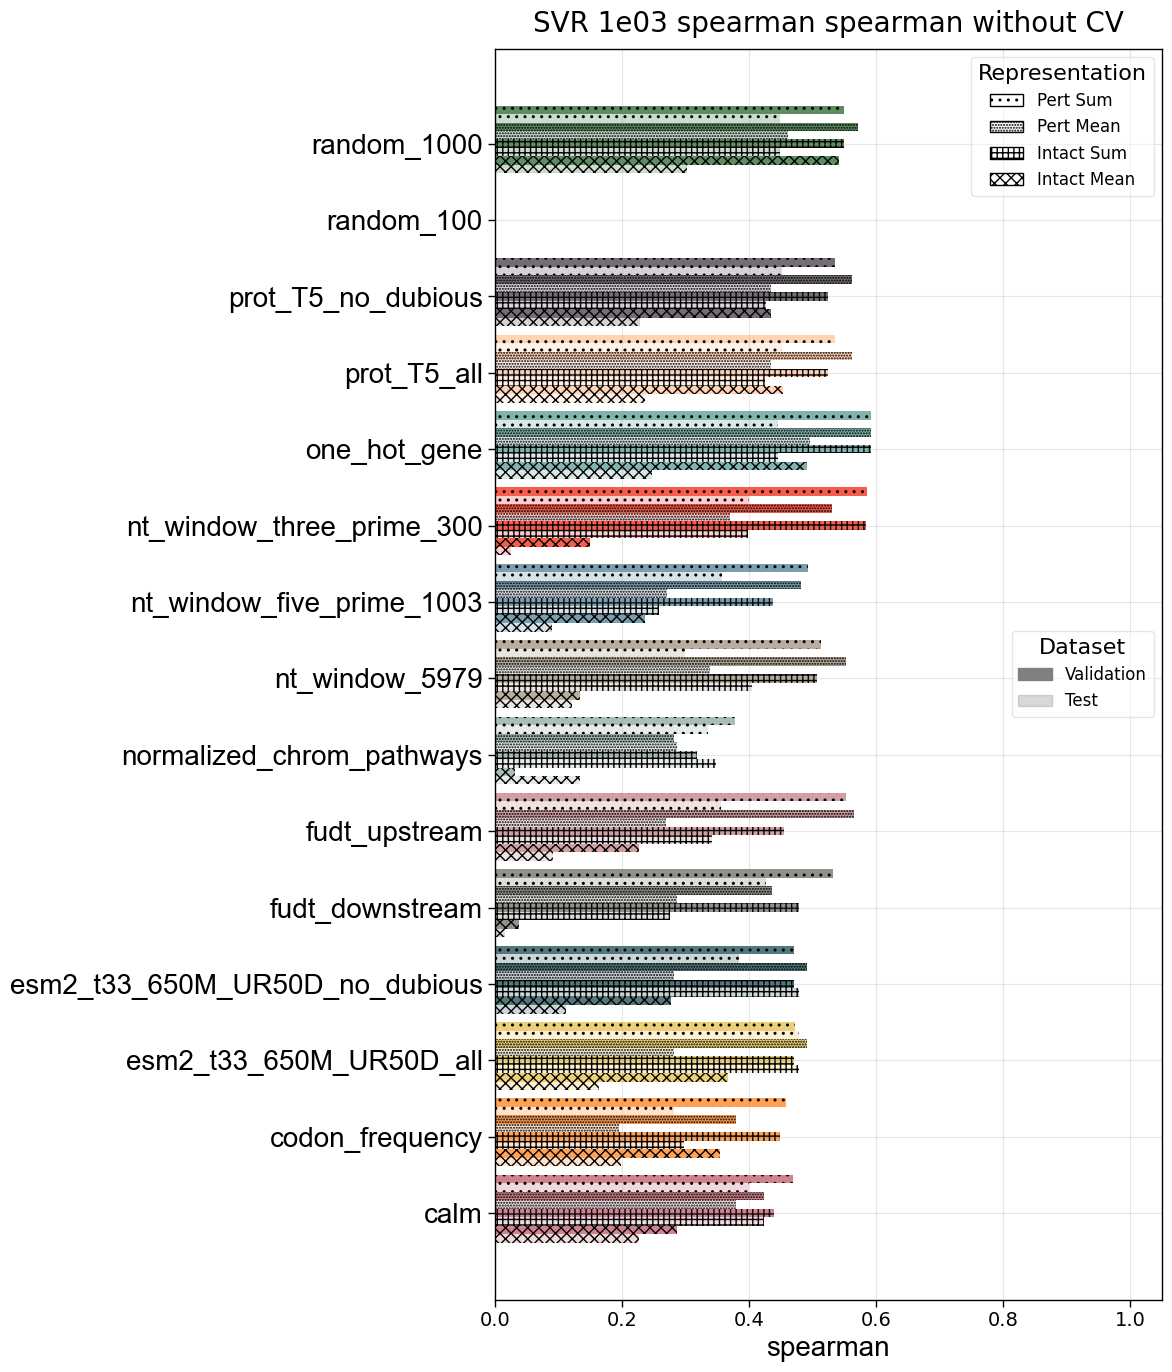 SVR 1e03 spearman spearman without CV
Representation
Pert Sum
Pert Mean
Intact Sum
Intact Mean
random_1000
random_100
prot_T5_no_dubious
prot_T5_all
one_hot_gene
nt_window_three_prime_300
nt_window_five_prime_1003
Dataset
Validation
Test
nt_window_5979
normalized_chrom_pathways
fudt_upstream
fudt_downstream
esm2_t33_650M_UR50D_no_dubious
esm2_t33_650M_UR50D_all
codon_frequency
calm
0.0 0.2 0.4 0.6 0.8 1.0
spearman